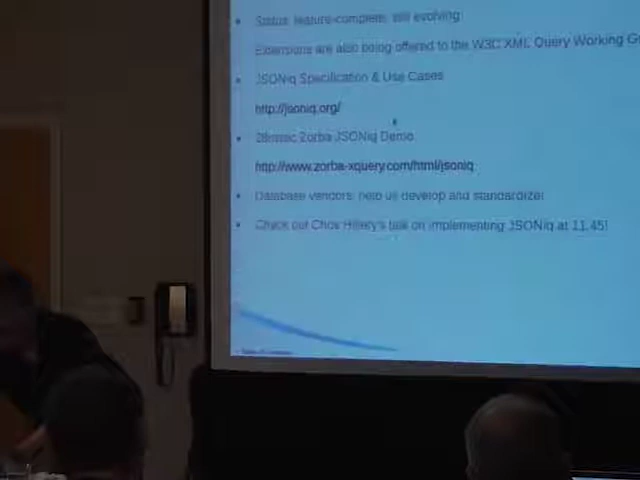 Status: feature-complete, still evolving
Extensions are also being offered to the W3C XML Query Working
JSONiq Specification & Use Cases
http://jsoniq.org/
28msec Zorba JSONiq Demo
http://www.zorba-xquery.com/html/jsoniq
Database vendors: help us develop and standardize!
Check out Chris Hillery's talk on implementing JSONiq at 11.45!